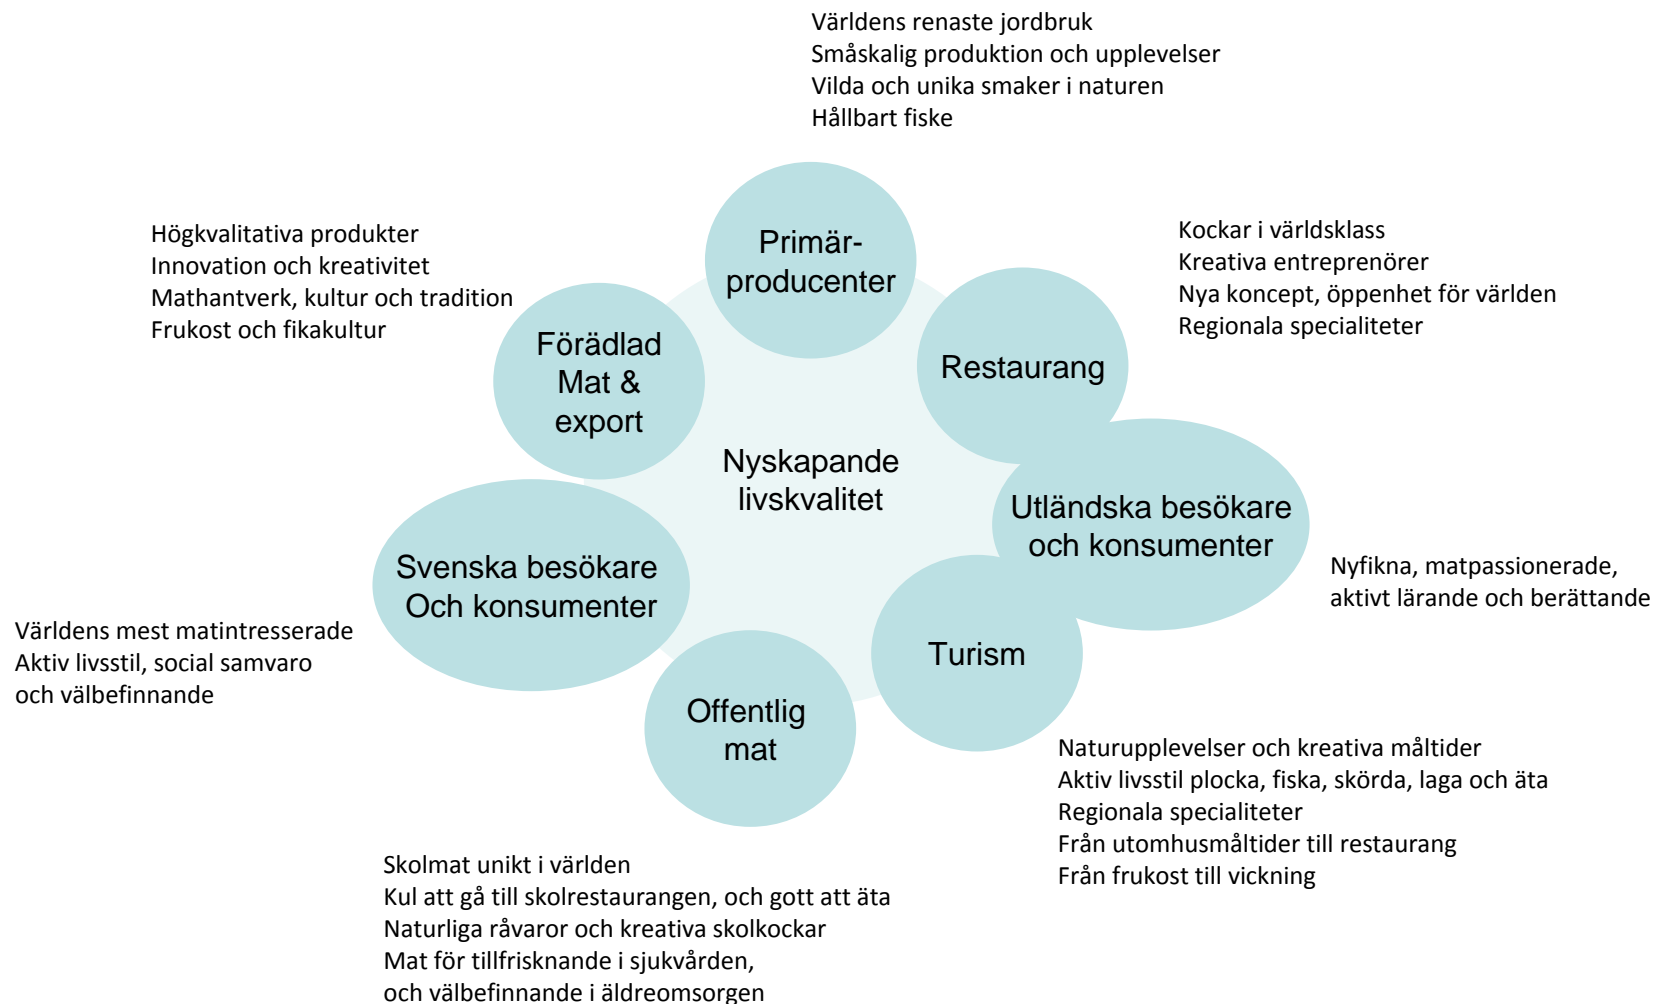 Världens renaste jordbruk
Småskalig produktion och upplevelser
Vilda och unika smaker i naturen
Hållbart fiske
Högkvalitativa produkter
Innovation och kreativitet
Mathantverk, kultur och tradition
Frukost och fikakultur
Primär-
producenter
Kockar i världsklass
Kreativa entreprenörer
Nya koncept, öppenhet för världen
Regionala specialiteter
Förädlad
Mat &
export
Restaurang
Nyskapande
livskvalitet
Utländska besökare
och konsumenter
Nyfikna, matpassionerade,
aktivt lärande och berättande
Svenska besökare
Och konsumenter
Världens mest matintresserade
Aktiv livsstil, social samvaro
och välbefinnande
Turism
Offentlig
mat
Naturupplevelser och kreativa måltider
Aktiv livsstil plocka, fiska, skörda, laga och äta
Regionala specialiteter
Från utomhusmåltider till restaurang
Från frukost till vickning
Skolmat unikt i världen
Kul att gå till skolrestaurangen, och gott att äta
Naturliga råvaror och kreativa skolkockar
Mat för tillfrisknande i sjukvården,
och välbefinnande i äldreomsorgen